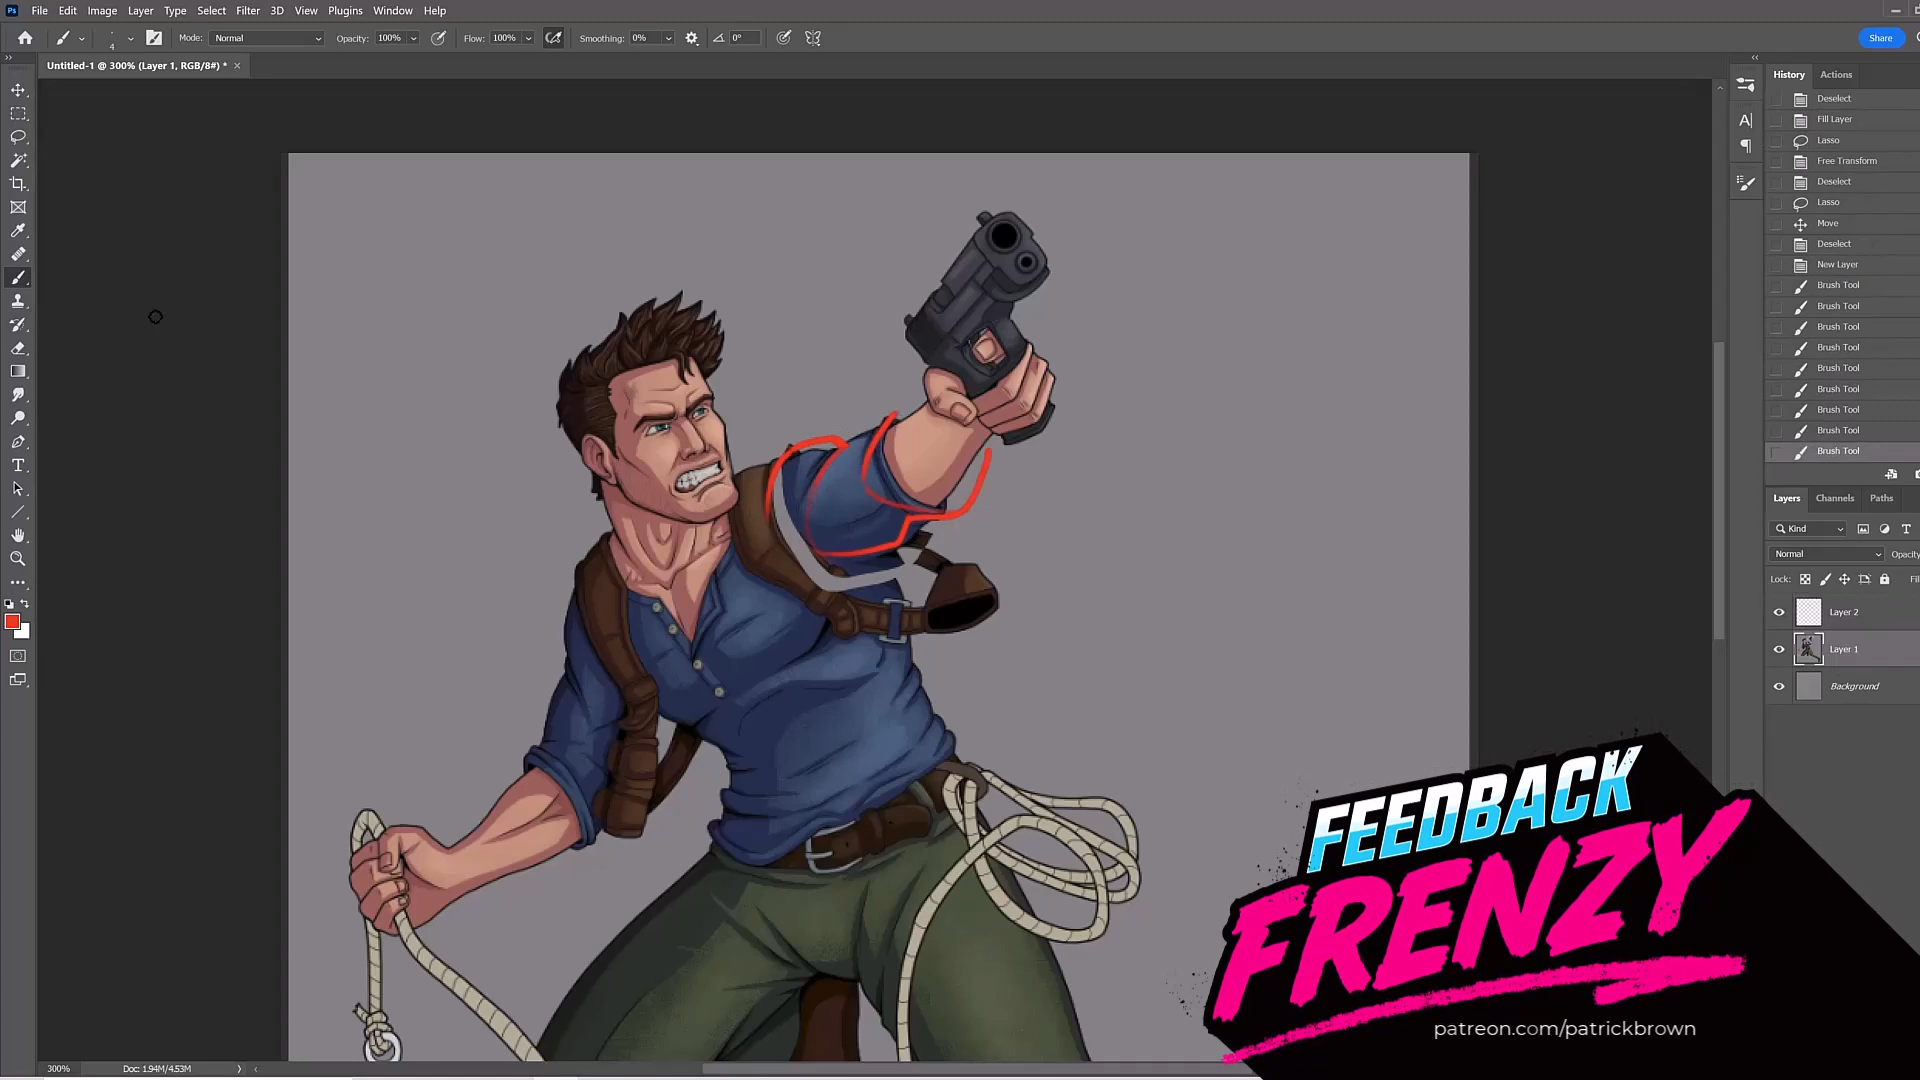 Ps File Edit Image Layer Type Select Filter 3D View Plugins Window Help
4 Mode: Normal Opacity: 100% Flow: 100% Smoothing: 0% 0° Share
Untitled-1 @ 300% (Layer 1, RGB/8#) * ×
History Actions
Deselect
Fill Layer
Lasso
Free Transform
Deselect
Lasso
Move
Deselect
New Layer
Brush Tool
Brush Tool
Brush Tool
Brush Tool
Brush Tool
Brush Tool
Brush Tool
Brush Tool
Brush Tool
Layers Channels Paths
Kind
Normal Opacity
Lock: Fil
Layer 2
Layer 1
Background
FEEDBACK
FRENZY
patreon.com/patrickbrown
300% Doc: 1.94M/4.53M